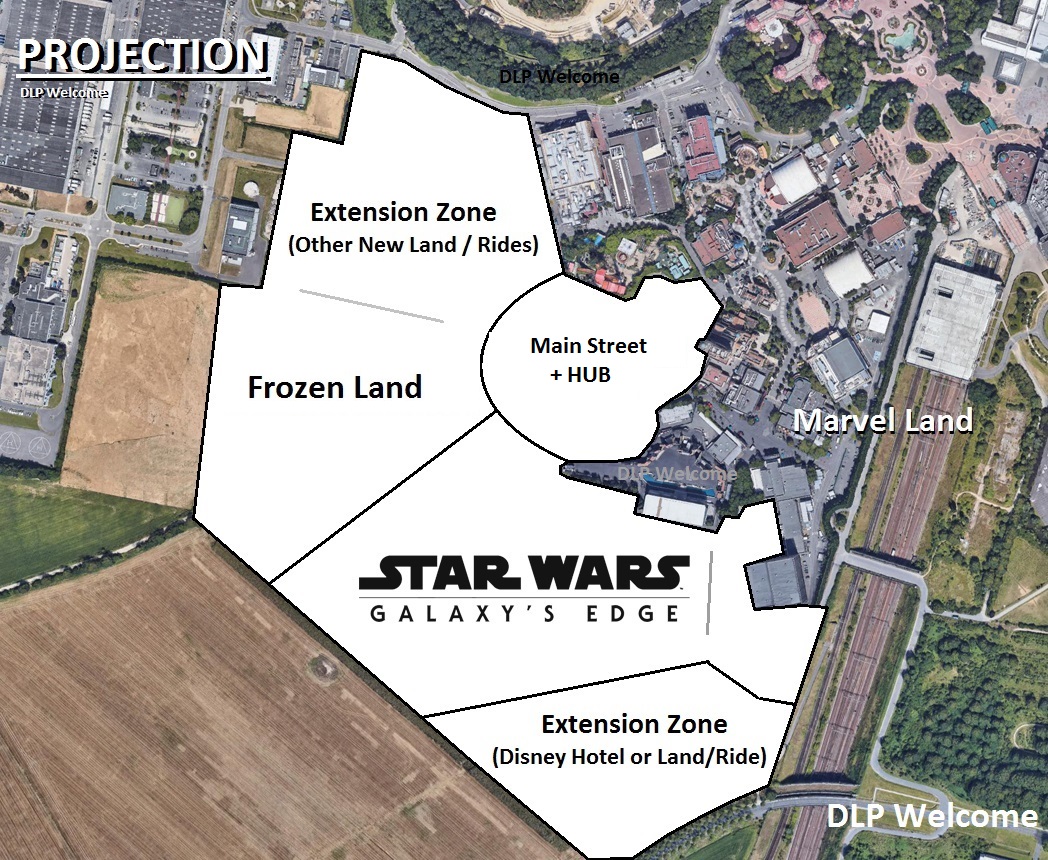 PROJECTION
DLP Welcome
DLP Welcome
Extension Zone
(Other New Land / Rides)
Main Street
+ HUB
Frozen Land
Marvel Land
DLP Welcome
STAR WARS
GALAXY'S EDGE
Extension Zone
(Disney Hotel or Land/Ride)
DLP Welcome